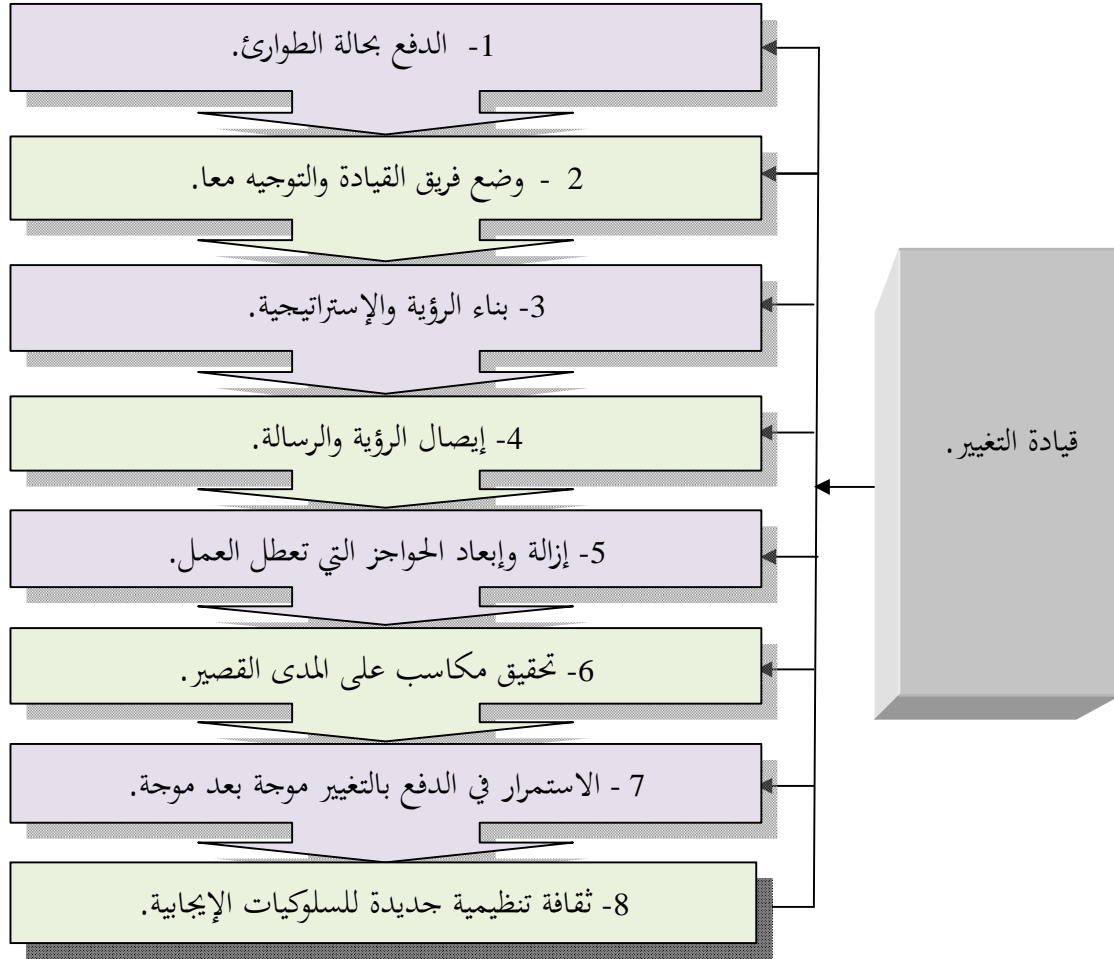 1- الدفع بحالة الطوارئ.
2 - وضع فريق القيادة والتوجيه معا.
3- بناء الرؤية والإستراتيجية.
4- إيصال الرؤية والرسالة.
5- إزالة وإبعاد الحواجز التي تعطل العمل.
6- تحقيق مكاسب على المدى القصير.
7 - الاستمرار في الدفع بالتغيير موجة بعد موجة.
8- ثقافة تنظيمية جديدة للسلوكيات الإيجابية.
قيادة التغيير.